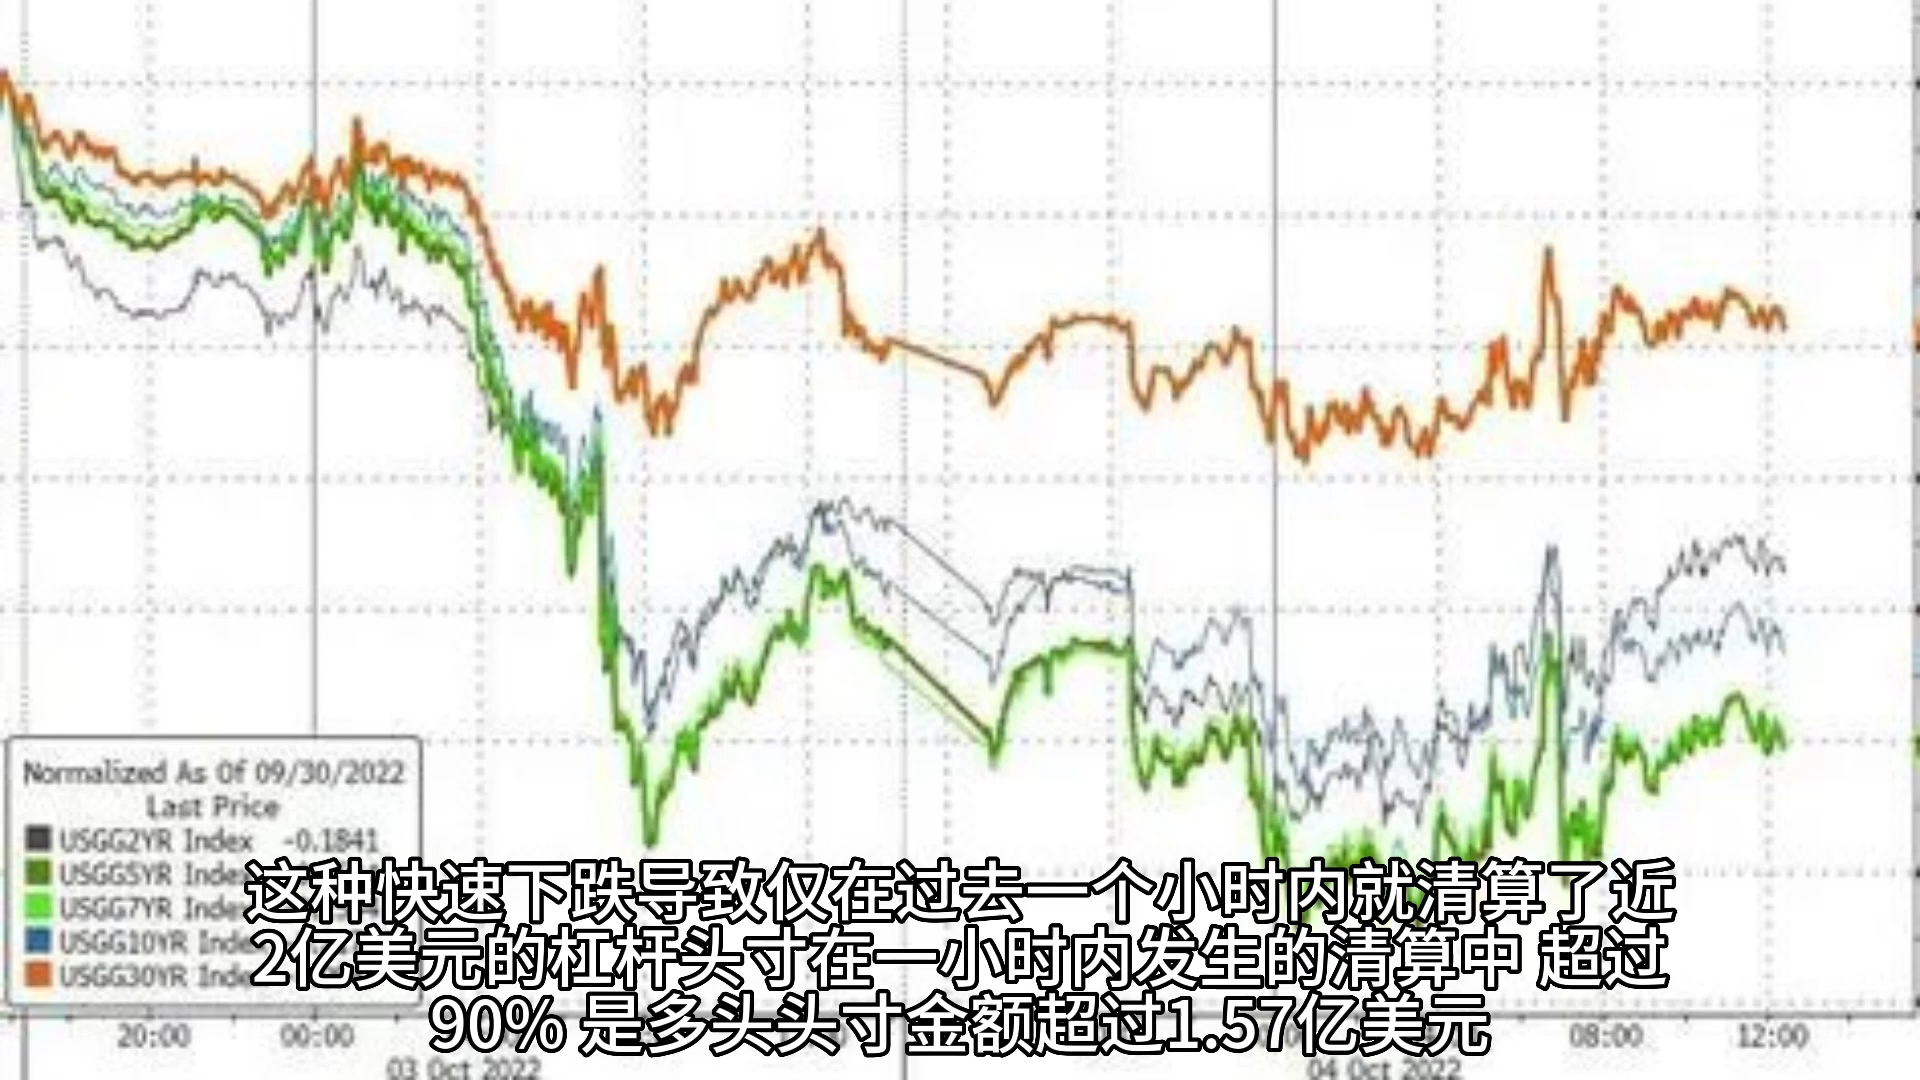 Normalized As Of 09/30/2022
Last Price
USGG2YR Index -0.1841
USGG5YR Inde
USGG7YR Inde
USGG10YR Inde
USGG30YR Inde
这种快速下跌导致仅在过去一个小时内就清算了近
2亿美元的杠杆头寸在一小时内发生的清算中 超过
90% 是多头头寸金额超过1.57亿美元
20:00 00:00 08:00 12:00
03 Oct 2022 04 Oct 2022